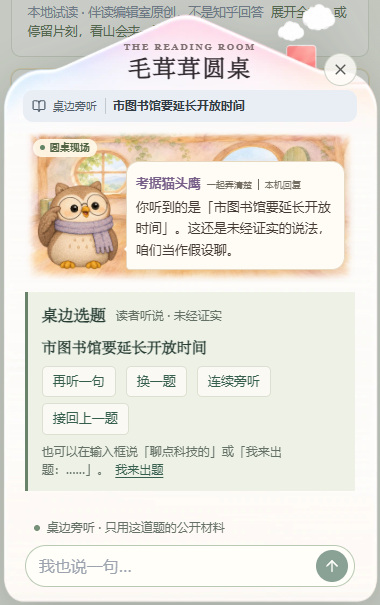 本地试读 · 伴读编辑室原创，不是知乎回答 展开全 或
停留片刻，看山会来
THE READING ROOM
毛茸茸圆桌
桌边旁听 市图书馆要延长开放时间
圆桌现场
考据猫头鹰 一起弄清楚 | 本机回复
你听到的是「市图书馆要延长开放
时间」。这还是未经证实的说法，
咱们当作假设聊。
桌边选题 读者听说 · 未经证实
市图书馆要延长开放时间
再听一句 换一题 连续旁听
接回上一题
也可以在输入框说「聊点科技的」或「我来出
题：……」。 我来出题
桌边旁听 · 只用这道题的公开材料
我也说一句...